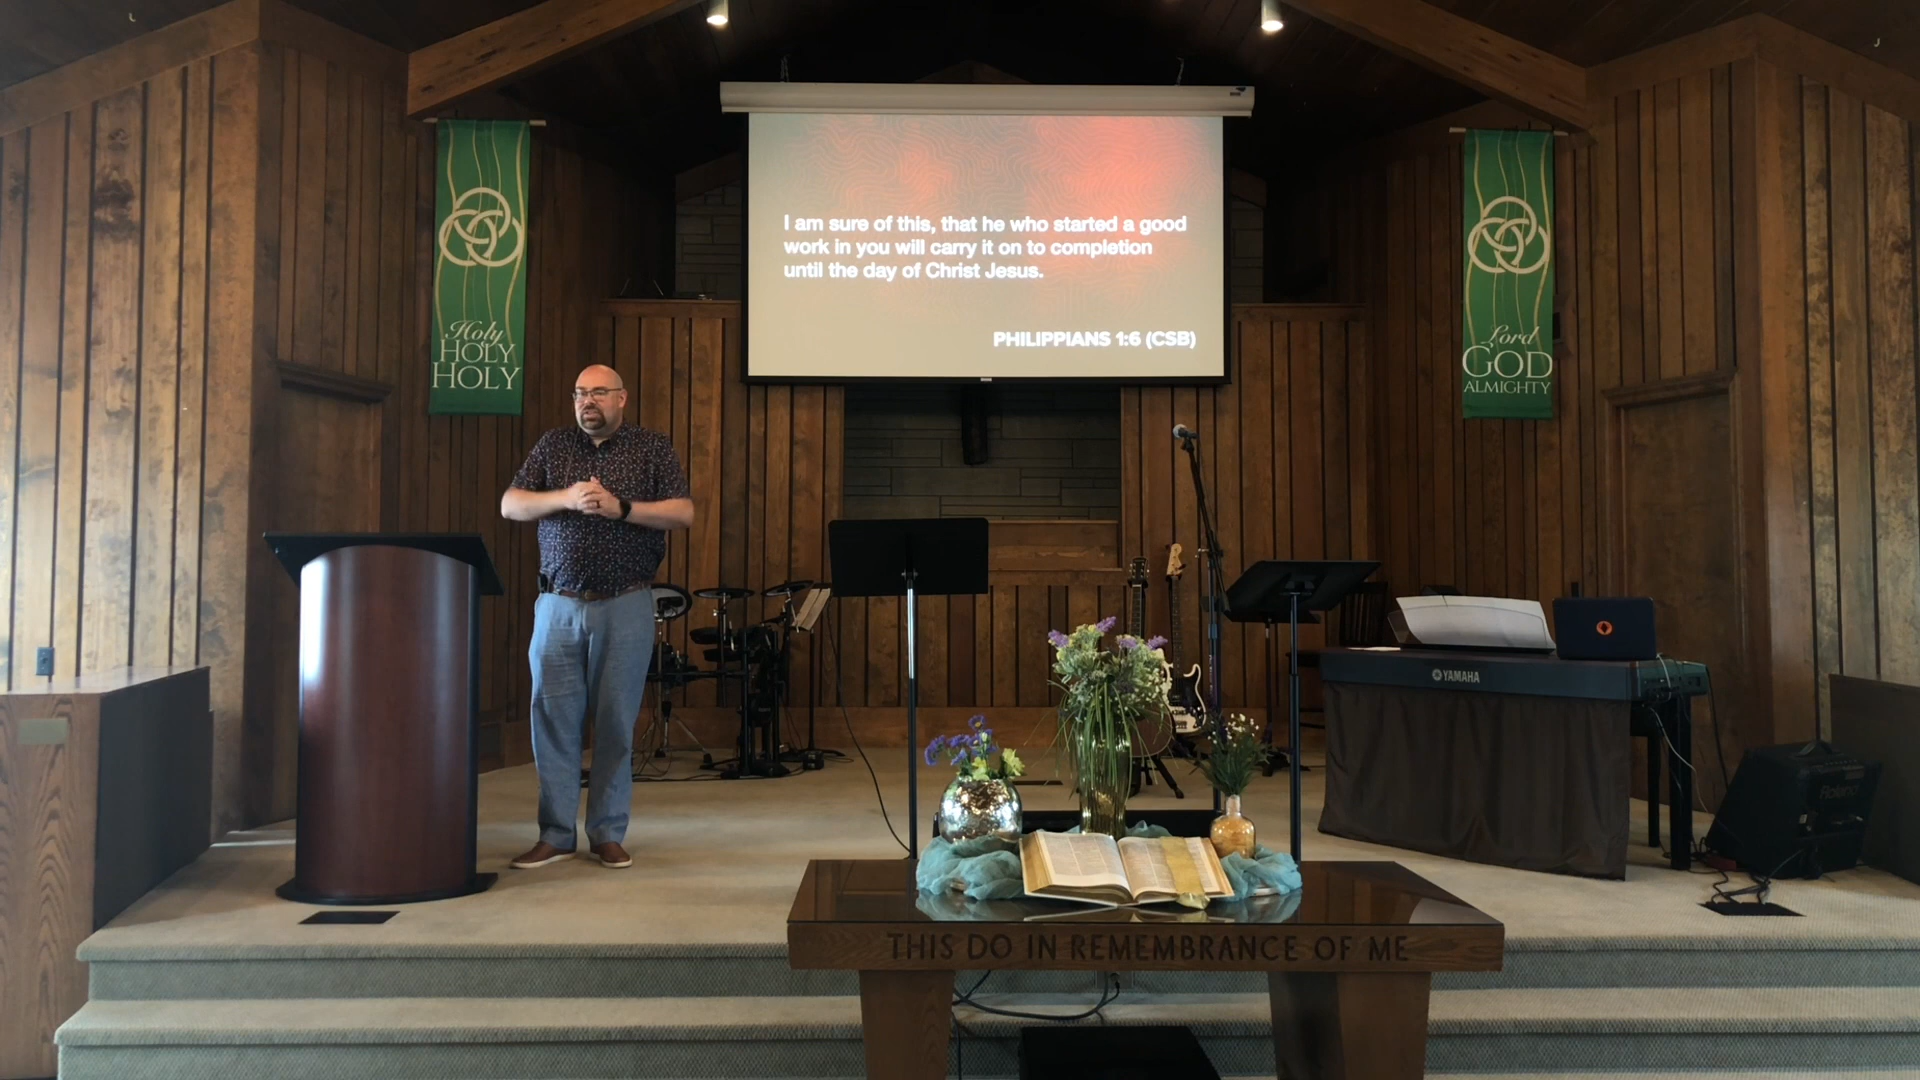 I am sure of this, that he who started a good
work in you will carry it on to completion
until the day of Christ Jesus.
PHILIPPIANS 1:6 (CSB)
Holy
HOLY
HOLY
Lord
GOD
ALMIGHTY
YAMAHA
Roland
THIS DO IN REMEMBRANCE OF ME